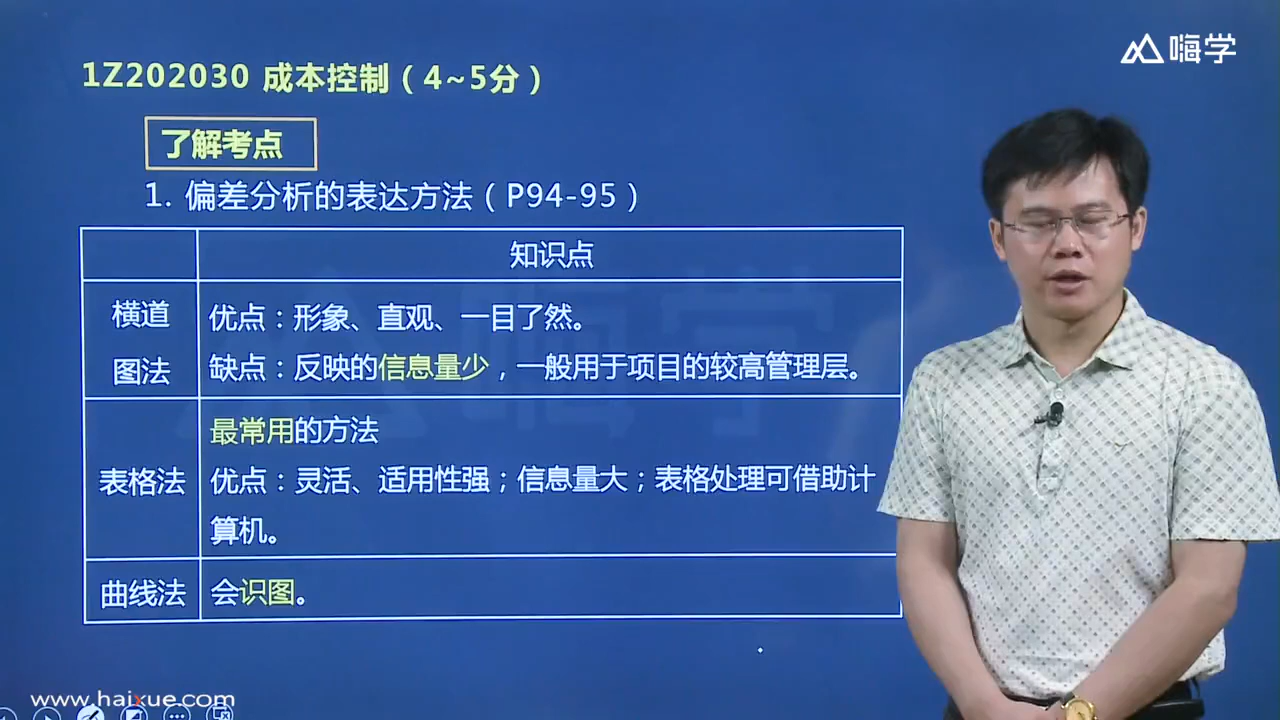 嗨学
1Z202030 成本控制（4~5分）
了解考点
1. 偏差分析的表达方法（P94-95）
知识点
横道
图法
优点：形象、直观、一目了然。
缺点：反映的信息量少，一般用于项目的较高管理层。
表格法
最常用的方法
优点：灵活、适用性强；信息量大；表格处理可借助计
算机。
曲线法
会识图。
www.haixue.com